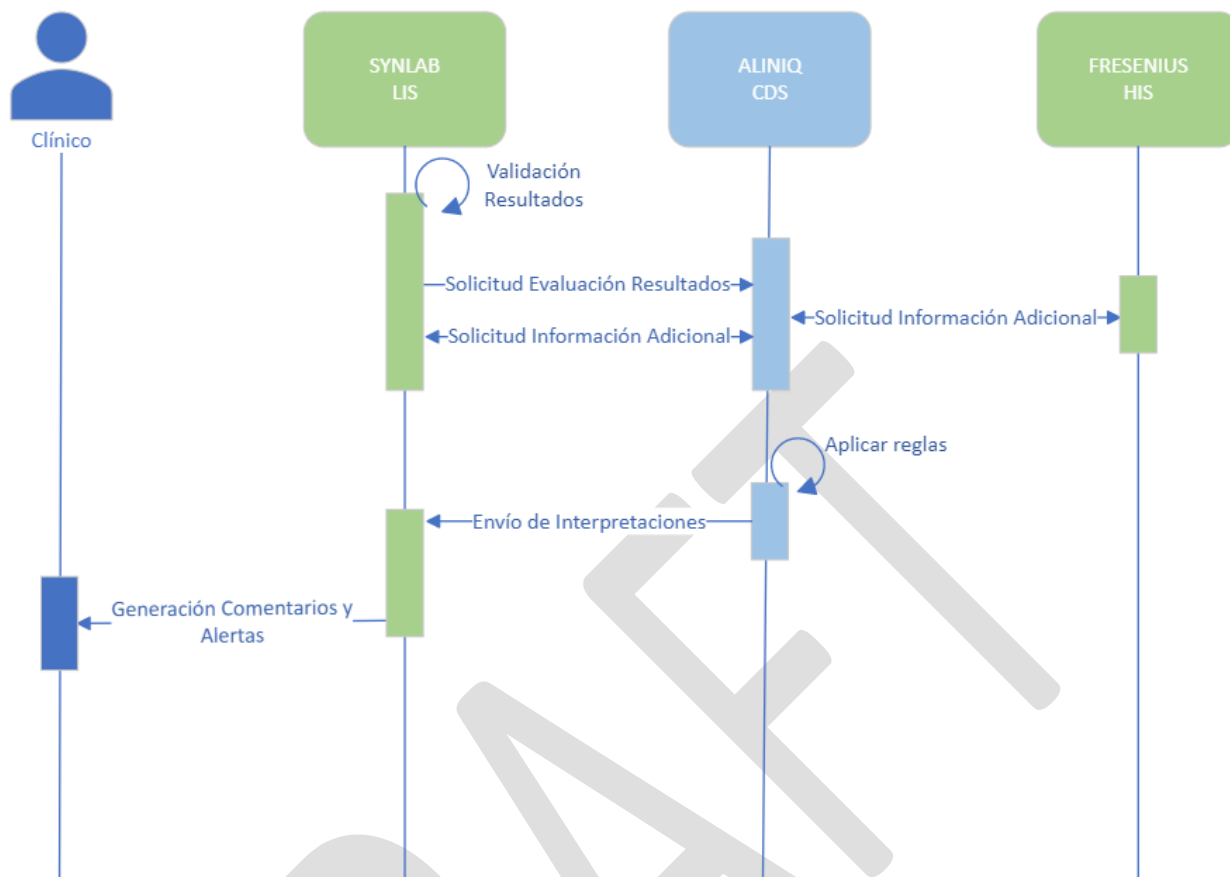 SYNLAB
LIS
ALINIQ
CDS
FRESENIUS
HIS
Clínico
Validación
Resultados
Solicitud Evaluación Resultados
Solicitud Información Adicional
Solicitud Información Adicional
Aplicar reglas
Envío de Interpretaciones
Generación Comentarios y
Alertas
DRAFT